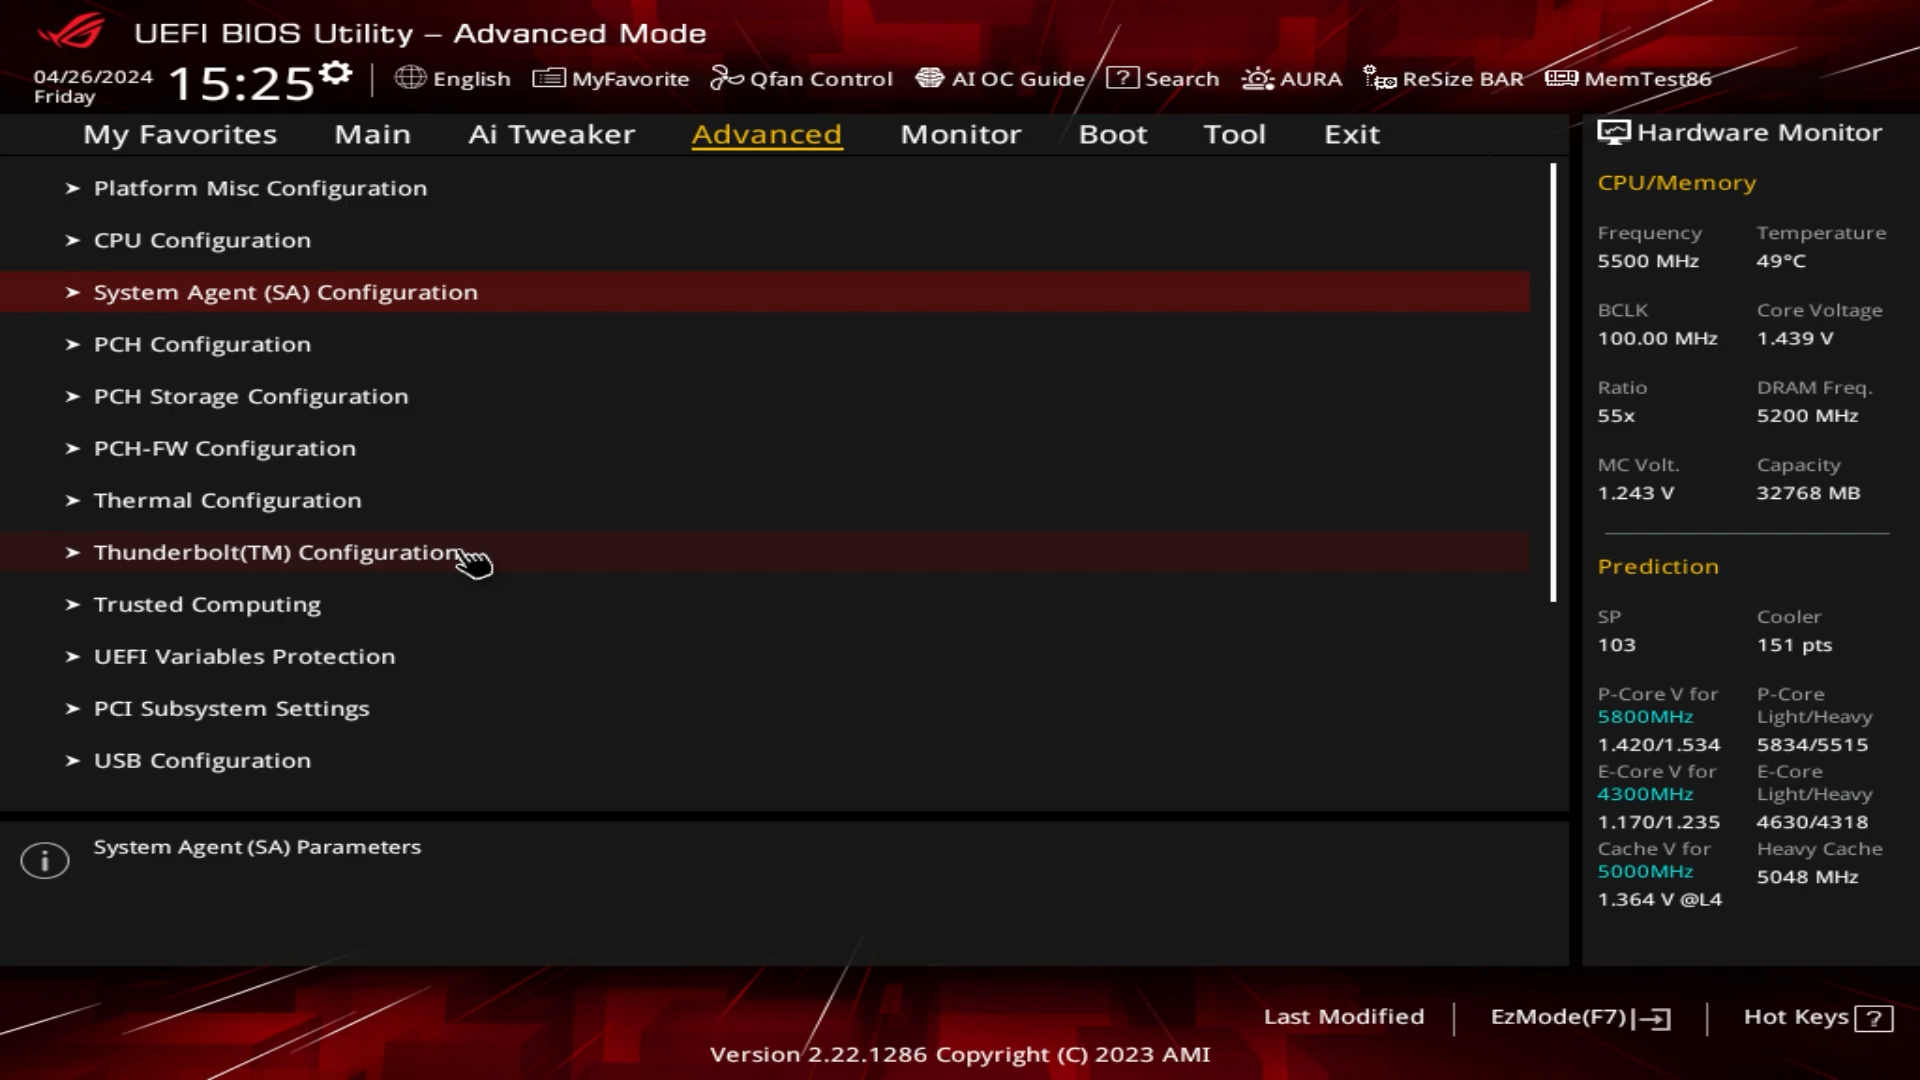 UEFI BIOS Utility – Advanced Mode
04/26/2024
Friday
15:25
English
MyFavorite
Qfan Control
AI OC Guide
? Search
AURA
ReSize BAR
MemTest86
My Favorites
Main
Ai Tweaker
Advanced
Monitor
Boot
Tool
Exit
Platform Misc Configuration
CPU Configuration
System Agent (SA) Configuration
PCH Configuration
PCH Storage Configuration
PCH-FW Configuration
Thermal Configuration
Thunderbolt(TM) Configuration
Trusted Computing
UEFI Variables Protection
PCI Subsystem Settings
USB Configuration
i
System Agent (SA) Parameters
Hardware Monitor
CPU/Memory
Frequency Temperature
5500 MHz 49°C
BCLK Core Voltage
100.00 MHz 1.439 V
Ratio DRAM Freq.
55x 5200 MHz
MC Volt. Capacity
1.243 V 32768 MB
Prediction
SP Cooler
103 151 pts
P-Core V for P-Core
5800MHz Light/Heavy
1.420/1.534 5834/5515
E-Core V for E-Core
4300MHz Light/Heavy
1.170/1.235 4630/4318
Cache V for Heavy Cache
5000MHz 5048 MHz
1.364 V @L4
Last Modified
EzMode(F7)
Hot Keys ?
Version 2.22.1286 Copyright (C) 2023 AMI